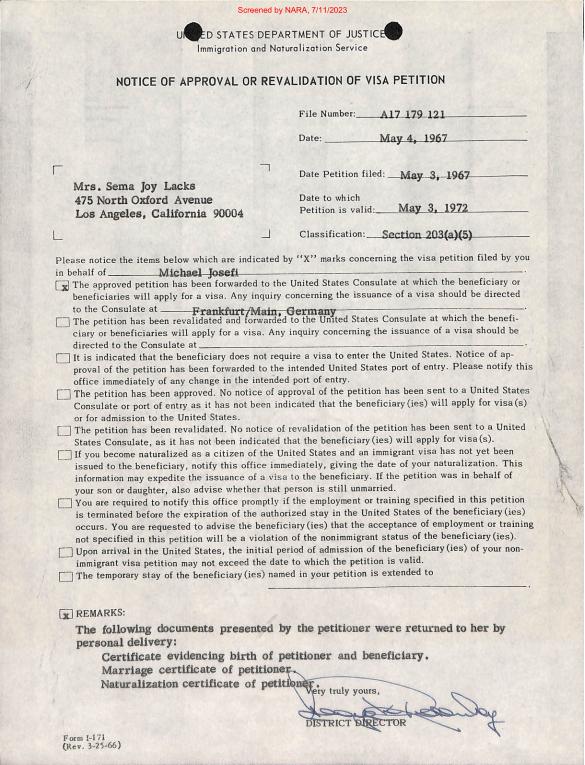 Screened by NARA, 7/11/2023
U ED STATES DEPARTMENT OF JUSTICE
Immigration and Naturalization Service
NOTICE OF APPROVAL OR REVALIDATION OF VISA PETITION
File Number: A17 179 121
Date: May 4, 1967
Date Petition filed: May 3, 1967
Mrs. Sema Joy Lacks
475 North Oxford Avenue
Los Angeles, California 90004
Date to which
Petition is valid: May 3, 1972
Classification: Section 203(a)(5)
Please notice the items below which are indicated by "X" marks concerning the visa petition filed by you
in behalf of Michael Josefi
x The approved petition has been forwarded to the United States Consulate at which the beneficiary or
beneficiaries will apply for a visa. Any inquiry concerning the issuance of a visa should be directed
to the Consulate at Frankfurt/Main, Germany
The petition has been revalidated and forwarded to the United States Consulate at which the benefi-
ciary or beneficiaries will apply for a visa. Any inquiry concerning the issuance of a visa should be
directed to the Consulate at
It is indicated that the beneficiary does not require a visa to enter the United States. Notice of ap-
proval of the petition has been forwarded to the intended United States port of entry. Please notify this
office immediately of any change in the intended port of entry.
The petition has been approved. No notice of approval of the petition has been sent to a United States
Consulate or port of entry as it has not been indicated that the beneficiary(ies) will apply for visa(s)
or for admission to the United States.
The petition has been revalidated. No notice of revalidation of the petition has been sent to a United
States Consulate, as it has not been indicated that the beneficiary(ies) will apply for visa(s).
If you become naturalized as a citizen of the United States and an immigrant visa has not yet been
issued to the beneficiary, notify this office immediately, giving the date of your naturalization. This
information may expedite the issuance of a visa to the beneficiary. If the petition was in behalf of
your son or daughter, also advise whether that person is still unmarried.
You are required to notify this office promptly if the employment or training specified in this petition
is terminated before the expiration of the authorized stay in the United States of the beneficiary(ies)
occurs. You are requested to advise the beneficiary(ies) that the acceptance of employment or training
not specified in this petition will be a violation of the nonimmigrant status of the beneficiary(ies).
Upon arrival in the United States, the initial period of admission of the beneficiary(ies) of your non-
immigrant visa petition may not exceed the date to which the petition is valid.
The temporary stay of the beneficiary(ies) named in your petition is extended to
x REMARKS:
The following documents presented by the petitioner were returned to her by
personal delivery:
Certificate evidencing birth of petitioner and beneficiary.
Marriage certificate of petitioner.
Naturalization certificate of petitioner.
Very truly yours,
DISTRICT DIRECTOR
Form I-171
(Rev. 3-25-66)